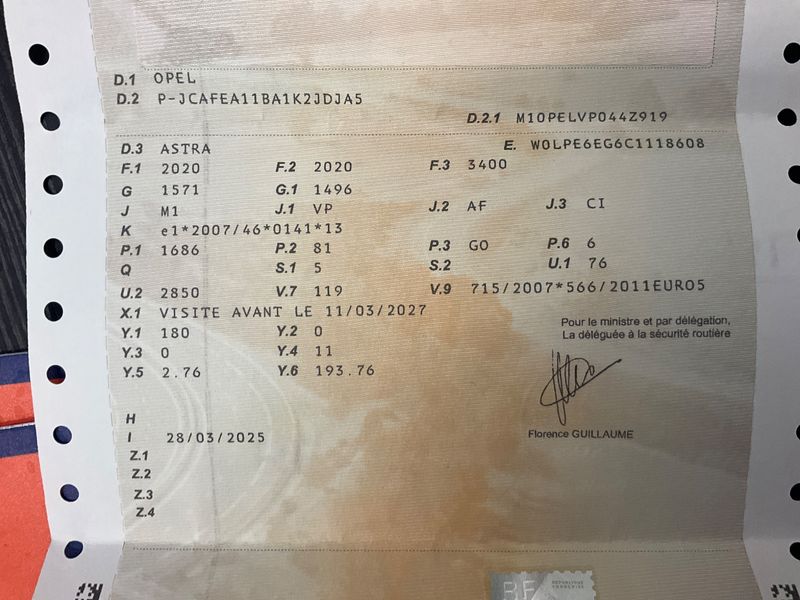 D.1 OPEL
D.2 P-JCAFEA11BA1K2JDJA5
D.2.1 M10PELVP044Z919
D.3 ASTRA
E. W0LPE6EG6C1118608
F.1 2020 F.2 2020 F.3 3400
G 1571 G.1 1496
J M1 J.1 VP J.2 AF J.3 CI
K e1*2007/46*0141*13
P.1 1686 P.2 81 P.3 GO P.6 6
Q S.1 5 S.2 U.1 76
U.2 2850 V.7 119 V.9 715/2007*566/2011EURO5
X.1 VISITE AVANT LE 11/03/2027
Y.1 180 Y.2 0
Y.3 0 Y.4 11
Y.5 2.76 Y.6 193.76
Pour le ministre et par délégation,
La déléguée à la sécurité routière
Florence GUILLAUME
H
I 28/03/2025
Z.1
Z.2
Z.3
Z.4
RF
RÉPUBLIQUE
FRANÇAISE